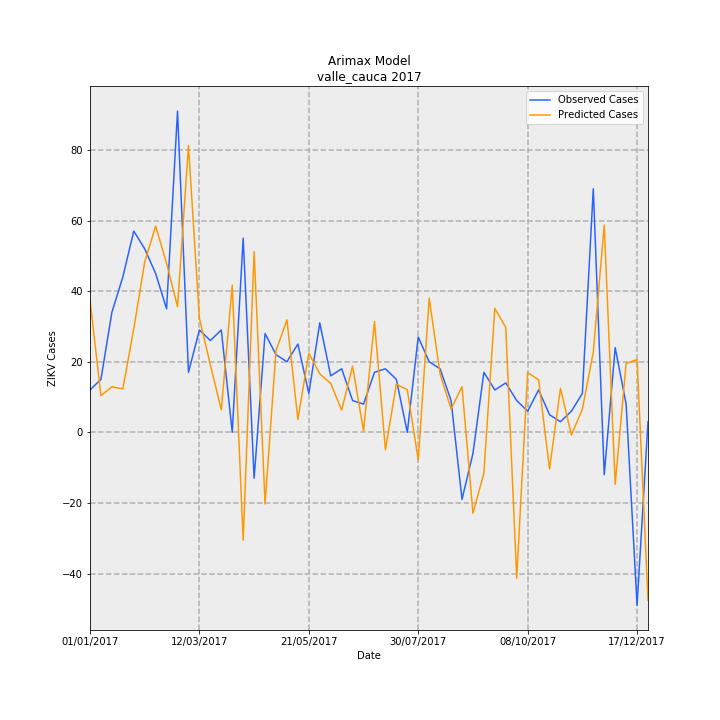 Arimax Model
valle_cauca 2017
Observed Cases
Predicted Cases
ZIKV Cases
80
60
40
20
0
−20
−40
01/01/2017
12/03/2017
21/05/2017
30/07/2017
08/10/2017
17/12/2017
Date